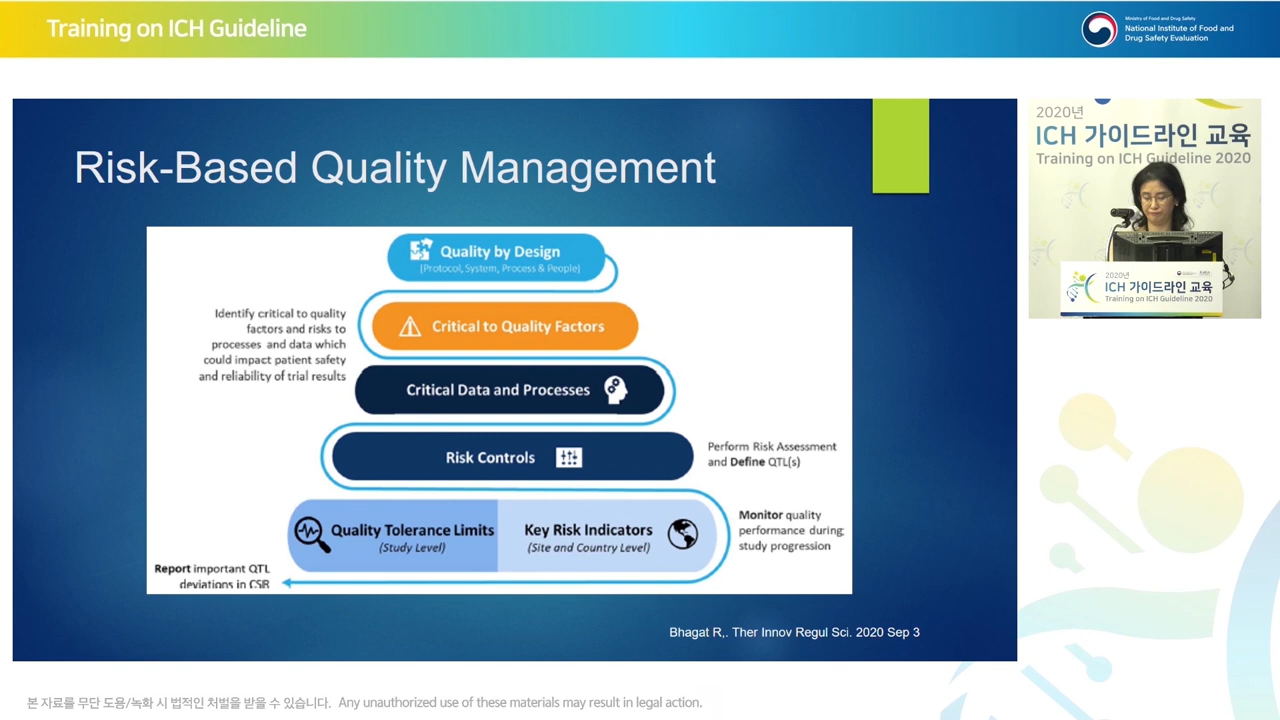 Training on ICH Guideline
Ministry of Food and Drug Safety
National Institute of Food and
Drug Safety Evaluation
Risk-Based Quality Management
Quality by Design
(Protocol, System, Process & People)
Identify critical to quality
factors and risks to
processes and data which
could impact patient safety
and reliability of trial results
Critical to Quality Factors
Critical Data and Processes
Risk Controls
Perform Risk Assessment
and Define QTL(s)
Quality Tolerance Limits
(Study Level)
Key Risk Indicators
(Site and Country Level)
Monitor quality
performance during
study progression
Report important QTL
deviations in CSR
Bhagat R,. Ther Innov Regul Sci. 2020 Sep 3
2020년
ICH 가이드라인 교육
Training on ICH Guideline 2020
2020년
ICH 가이드라인 교육
Training on ICH Guideline 2020
본 자료를 무단 도용/녹화 시 법적인 처벌을 받을 수 있습니다. Any unauthorized use of these materials may result in legal action.